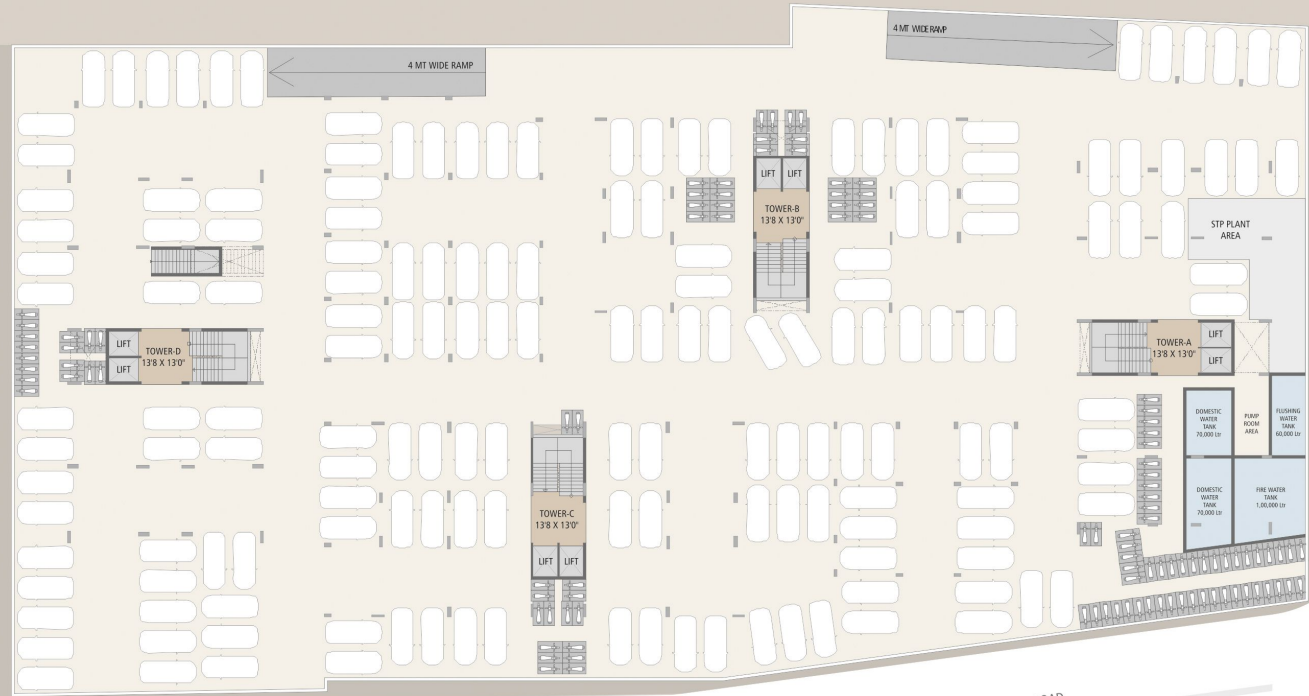 4 MT WIDE RAMP
4 MT WIDE RAMP
LIFT
LIFT
TOWER-B
13'8 X 13'0"
STP PLANT
AREA
LIFT
LIFT
TOWER-D
13'8 X 13'0"
TOWER-A
13'8 X 13'0"
LIFT
LIFT
DOMESTIC
WATER
TANK
70,000 Ltr
PUMP
ROOM
AREA
FLUSHING
WATER
TANK
60,000 Ltr
TOWER-C
13'8 X 13'0"
LIFT
LIFT
DOMESTIC
WATER
TANK
70,000 Ltr
FIRE WATER
TANK
1,00,000 Ltr